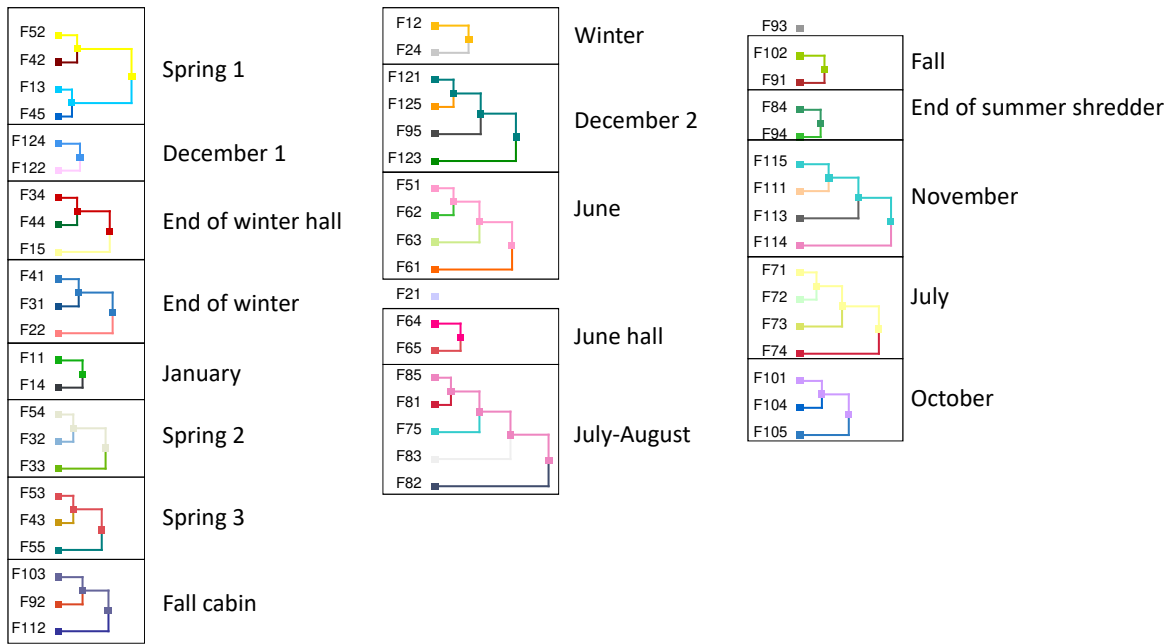 F52
F42
Spring 1
F13
F45
F124
December 1
F122
F34
F44
End of winter hall
F15
F41
F31
End of winter
F22
F11
January
F14
F54
F32
Spring 2
F33
F53
F43
Spring 3
F55
F103
F92
Fall cabin
F112
F12
Winter
F24
F121
F125
December 2
F95
F123
F51
F62
June
F63
F61
F21
F64
June hall
F65
F85
F81
F75
July-August
F83
F82
F93
F102
Fall
F91
F84
End of summer shredder
F94
F115
F111
November
F113
F114
F71
F72
July
F73
F74
F101
October
F104
F105